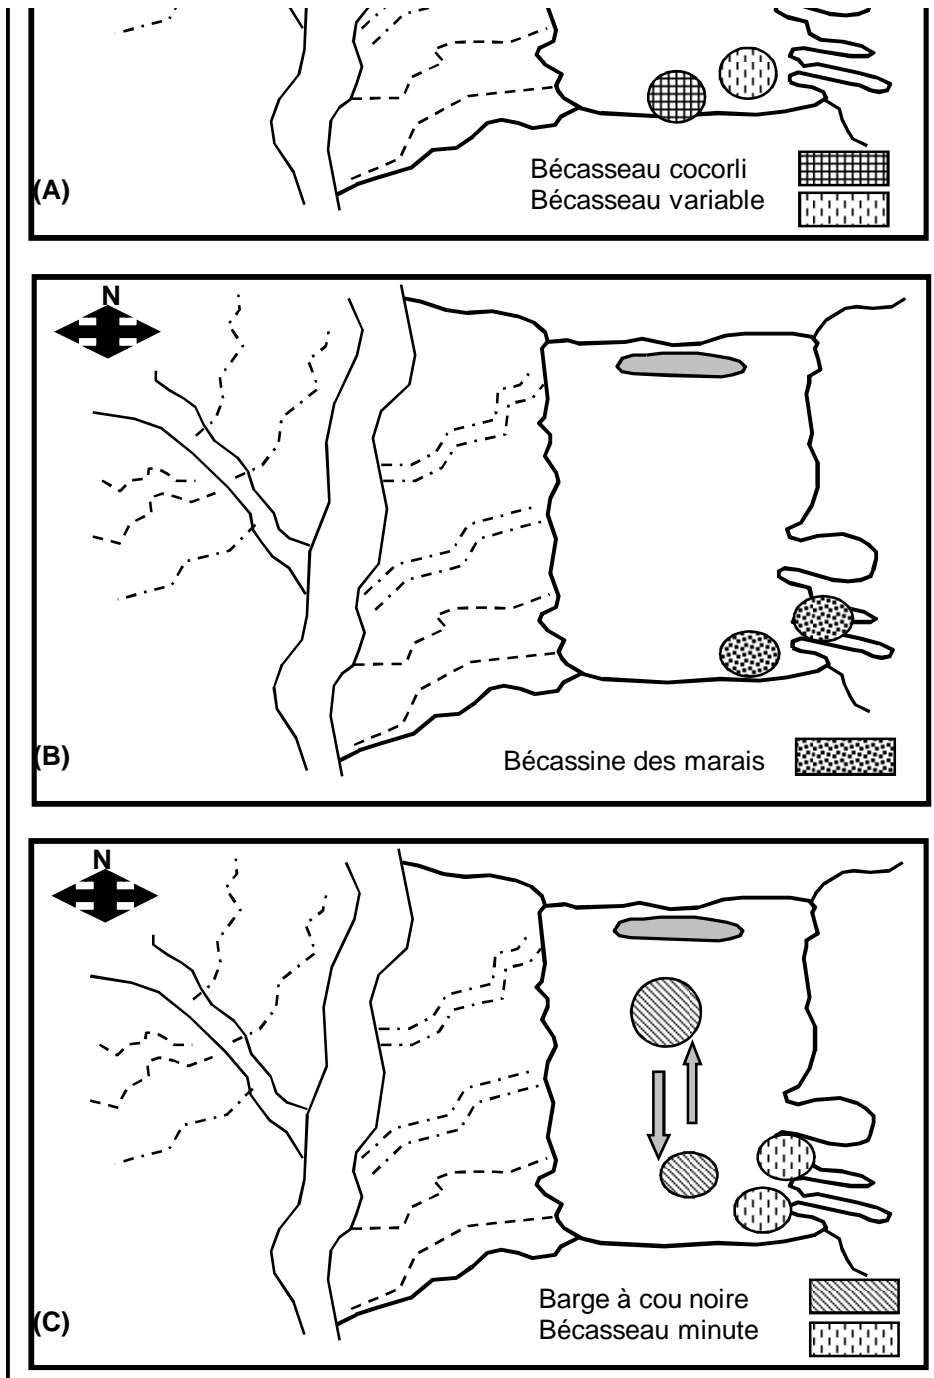 Bécasseau cocorli
(A)
Bécasseau variable
N
(B)
Bécassine des marais
N
Barge à cou noire
(C)
Bécasseau minute